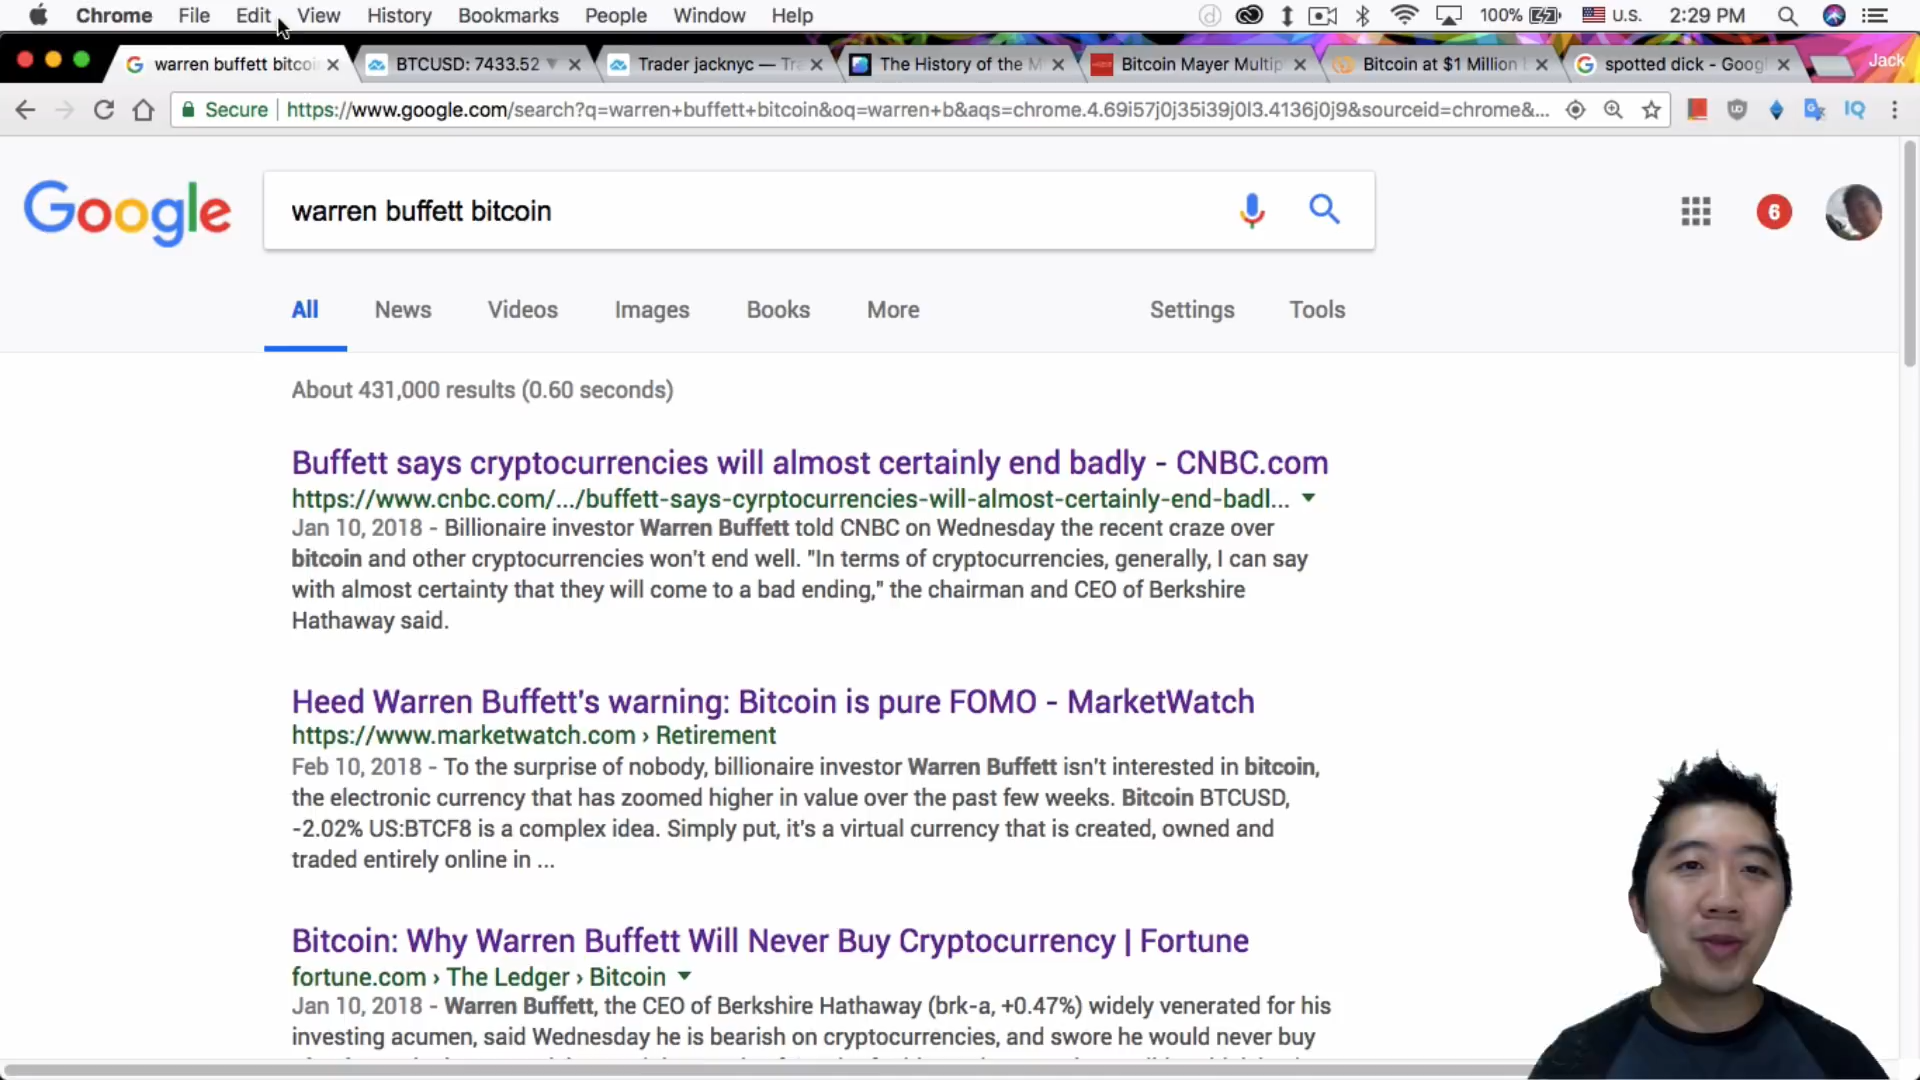 Chrome File Edit View History Bookmarks People Window Help 100% U.S. 2:29 PM
warren buffett bitcoi BTCUSD: 7433.52 Trader jacknyc — Tra The History of the M Bitcoin Mayer Multip Bitcoin at $1 Million spotted dick - Goog Jack
Secure https://www.google.com/search?q=warren+buffett+bitcoin&oq=warren+b&aqs=chrome.4.69i57j0j35i39j0l3.4136j0j9&sourceid=chrome&... IQ
Google warren buffett bitcoin 6
All News Videos Images Books More Settings Tools
About 431,000 results (0.60 seconds)
Buffett says cryptocurrencies will almost certainly end badly - CNBC.com
https://www.cnbc.com/.../buffett-says-cyrptocurrencies-will-almost-certainly-end-badl...
Jan 10, 2018 - Billionaire investor Warren Buffett told CNBC on Wednesday the recent craze over
bitcoin and other cryptocurrencies won't end well. "In terms of cryptocurrencies, generally, I can say
with almost certainty that they will come to a bad ending," the chairman and CEO of Berkshire
Hathaway said.
Heed Warren Buffett's warning: Bitcoin is pure FOMO - MarketWatch
https://www.marketwatch.com › Retirement
Feb 10, 2018 - To the surprise of nobody, billionaire investor Warren Buffett isn't interested in bitcoin,
the electronic currency that has zoomed higher in value over the past few weeks. Bitcoin BTCUSD,
-2.02% US:BTCF8 is a complex idea. Simply put, it's a virtual currency that is created, owned and
traded entirely online in ...
Bitcoin: Why Warren Buffett Will Never Buy Cryptocurrency | Fortune
fortune.com › The Ledger › Bitcoin
Jan 10, 2018 - Warren Buffett, the CEO of Berkshire Hathaway (brk-a, +0.47%) widely venerated for his
investing acumen, said Wednesday he is bearish on cryptocurrencies, and swore he would never buy